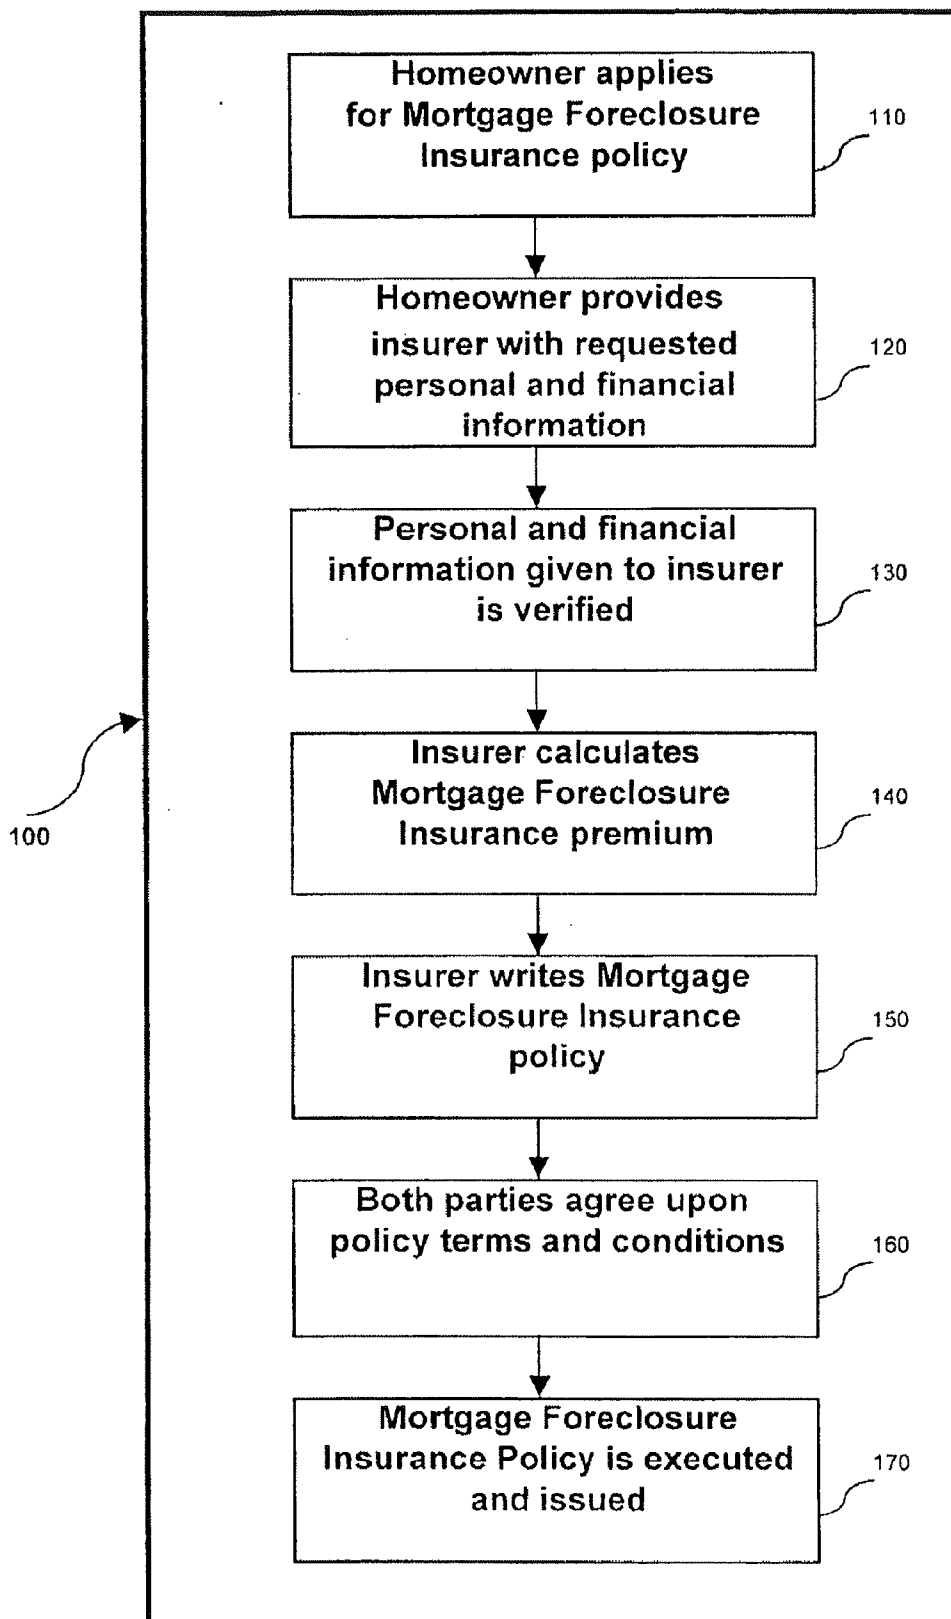 Homeowner applies
for Mortgage Foreclosure
Insurance policy
110
Homeowner provides
insurer with requested
personal and financial
information
120
Personal and financial
information given to insurer
is verified
130
Insurer calculates
Mortgage Foreclosure
Insurance premium
140
100
Insurer writes Mortgage
Foreclosure Insurance
policy
150
Both parties agree upon
policy terms and conditions
160
Mortgage Foreclosure
Insurance Policy is executed
and issued
170